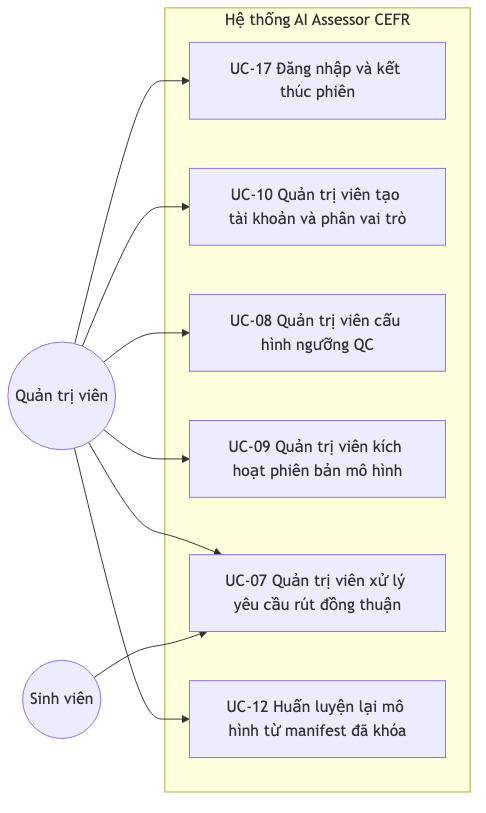 Hệ thống AI Assessor CEFR
UC-17 Đăng nhập và kết
thúc phiên
UC-10 Quản trị viên tạo
tài khoản và phân vai trò
UC-08 Quản trị viên cấu
hình ngưỡng QC
Quản trị viên
UC-09 Quản trị viên kích
hoạt phiên bản mô hình
UC-07 Quản trị viên xử lý
yêu cầu rút đồng thuận
Sinh viên
UC-12 Huấn luyện lại mô
hình từ manifest đã khóa